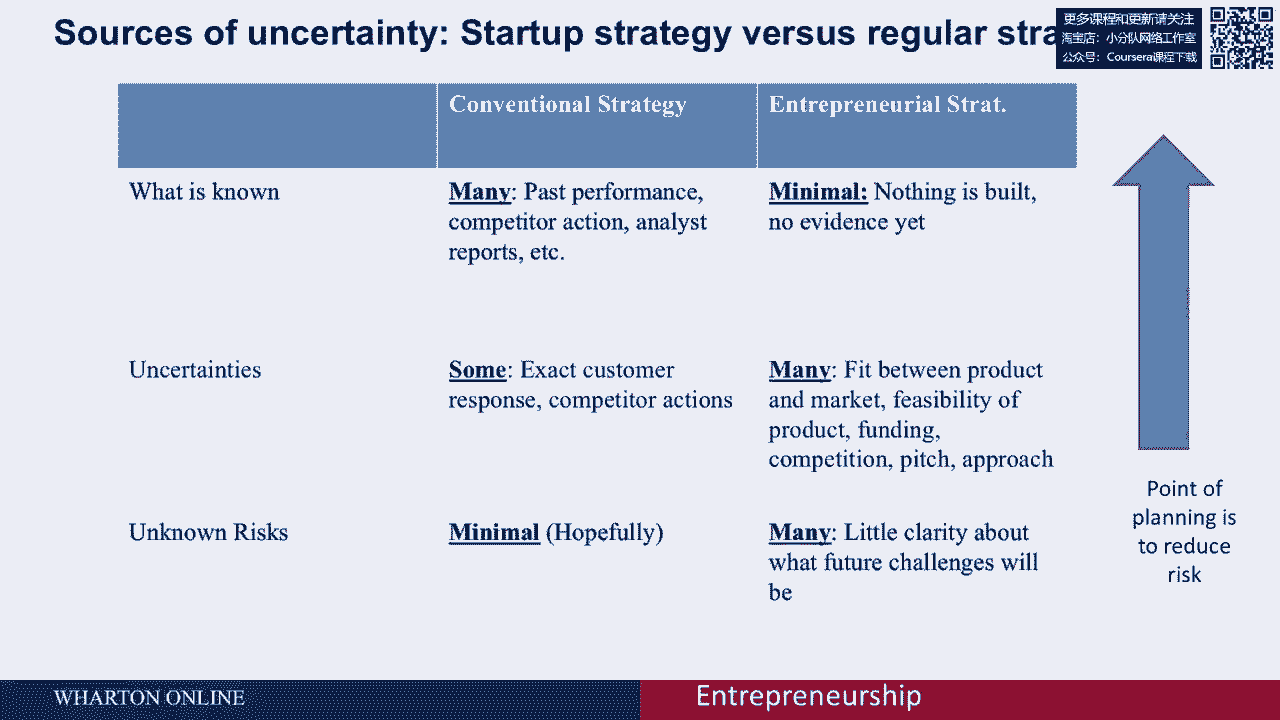 Sources of uncertainty: Startup strategy versus regular stra
更多课程和更新请关注
淘宝店：小分队网络工作室
公众号：Coursera课程下载
Conventional Strategy
Entrepreneurial Strat.
What is known
Many: Past performance,
competitor action, analyst
reports, etc.
Minimal: Nothing is built,
no evidence yet
Uncertainties
Some: Exact customer
response, competitor actions
Many: Fit between product
and market, feasibility of
product, funding,
competition, pitch, approach
Unknown Risks
Minimal (Hopefully)
Many: Little clarity about
what future challenges will
be
Point of
planning is
to reduce
risk
WHARTON ONLINE
Entrepreneurship